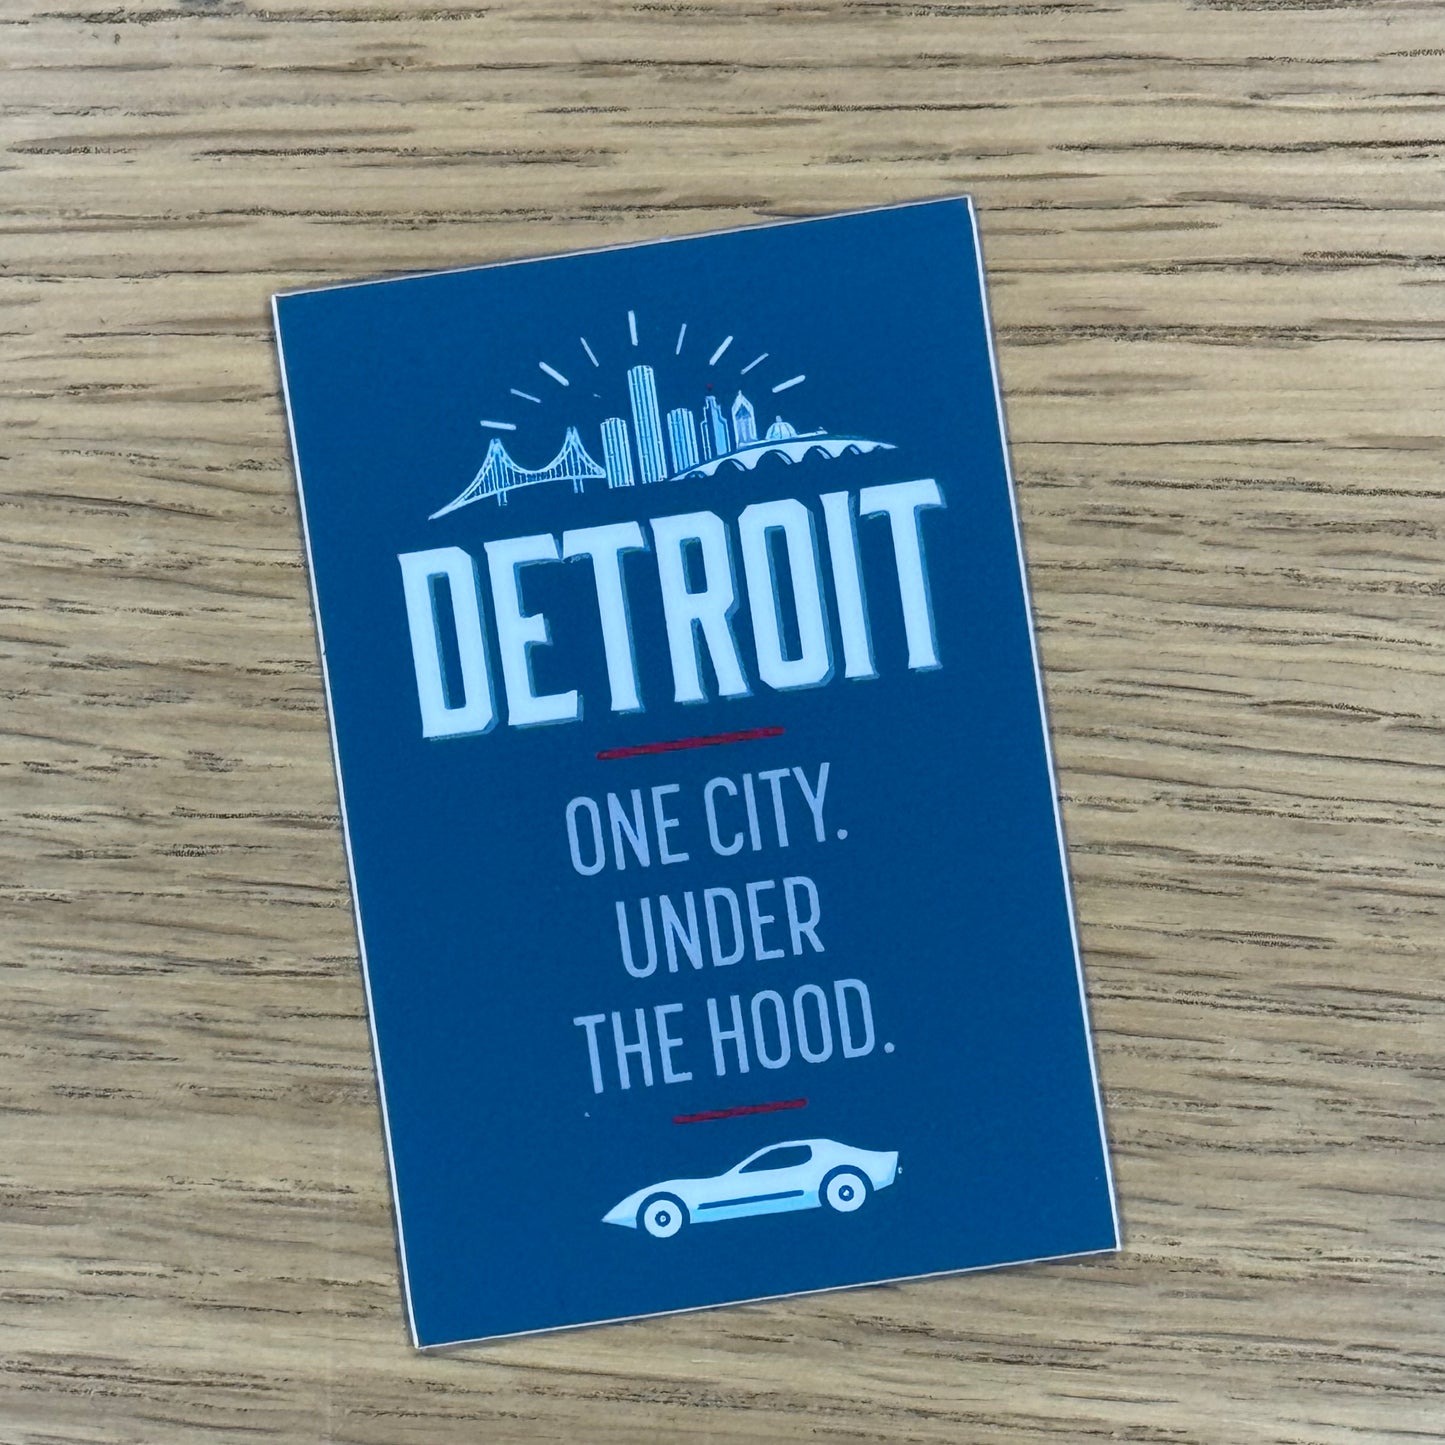 DETROIT
ONE CITY.
UNDER
THE HOOD.